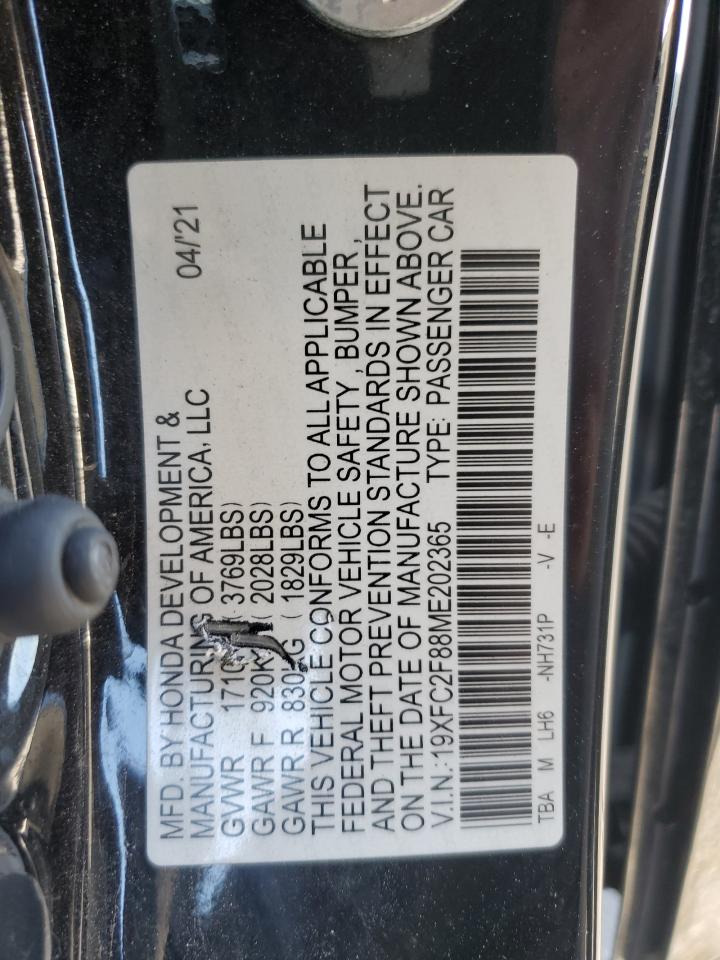 MFD. BY HONDA DEVELOPMENT &
MANUFACTURING OF AMERICA, LLC 04/'21
GVWR ( 3769LBS)
GAWR F ( 2028LBS)
GAWR R ( 1829LBS)
THIS VEHICLE CONFORMS TO ALL APPLICABLE
FEDERAL MOTOR VEHICLE SAFETY , BUMPER ,
AND THEFT PREVENTION STANDARDS IN EFFECT
ON THE DATE OF MANUFACTURE SHOWN ABOVE.
V.I.N.:19XFC2F88ME202365 TYPE: PASSENGER CAR
TBA M LH6 -NH731P -V -E